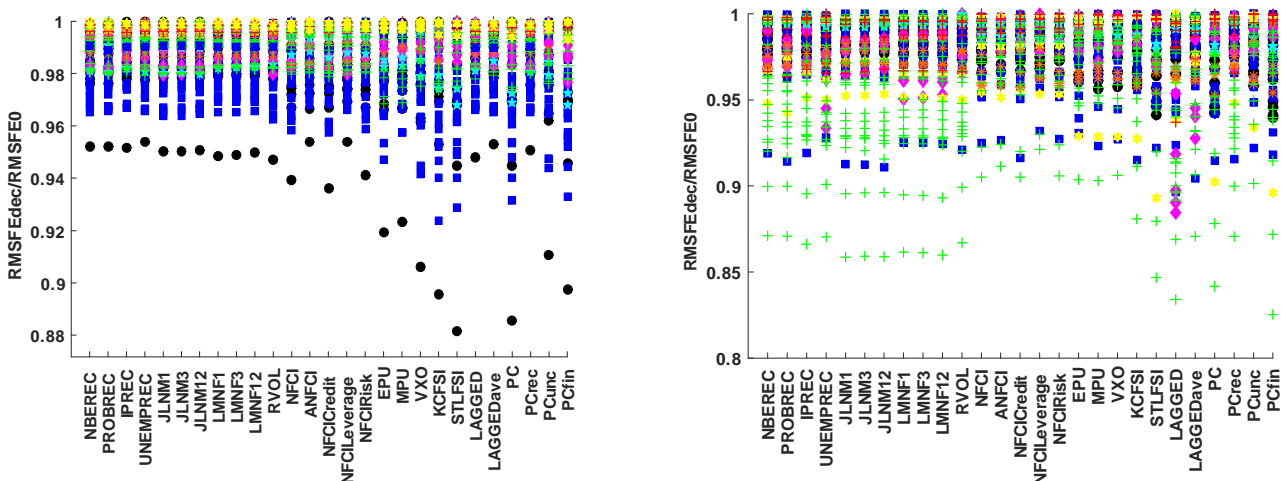 RMSFEdec/RMSFE0
1
0.98
0.96
0.94
0.92
0.9
0.88
NBEREC
PROBREC
IPREC
UNEMPREC
JLNM1
JLNM3
JLNM12
LMNF1
LMNF3
LMNF12
RVOL
NFCI
ANFCI
NFCICredit
NFCILeverage
NFCIRisk
EPU
MPU
VXO
KCFSI
STLFSI
LAGGED
LAGGEDave
PC
PCrec
PCunc
PCfin
RMSFEdec/RMSFE0
1
0.95
0.9
0.85
0.8
NBEREC
PROBREC
IPREC
UNEMPREC
JLNM1
JLNM3
JLNM12
LMNF1
LMNF3
LMNF12
RVOL
NFCI
ANFCI
NFCICredit
NFCILeverage
NFCIRisk
EPU
MPU
VXO
KCFSI
STLFSI
LAGGED
LAGGEDave
PC
PCrec
PCunc
PCfin